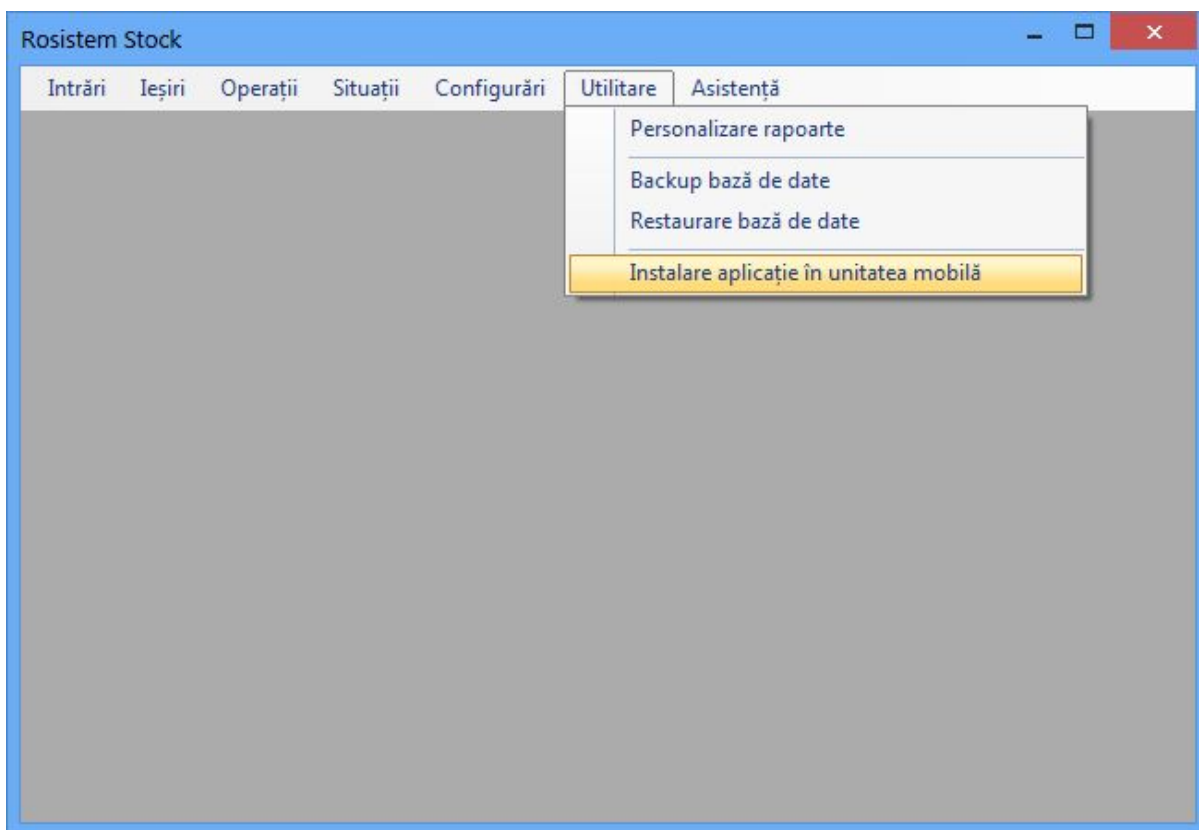 Rosistem Stock
Intrări Ieșiri Operații Situații Configurări Utilitare Asistență
Personalizare rapoarte
Backup bază de date
Restaurare bază de date
Instalare aplicație în unitatea mobilă